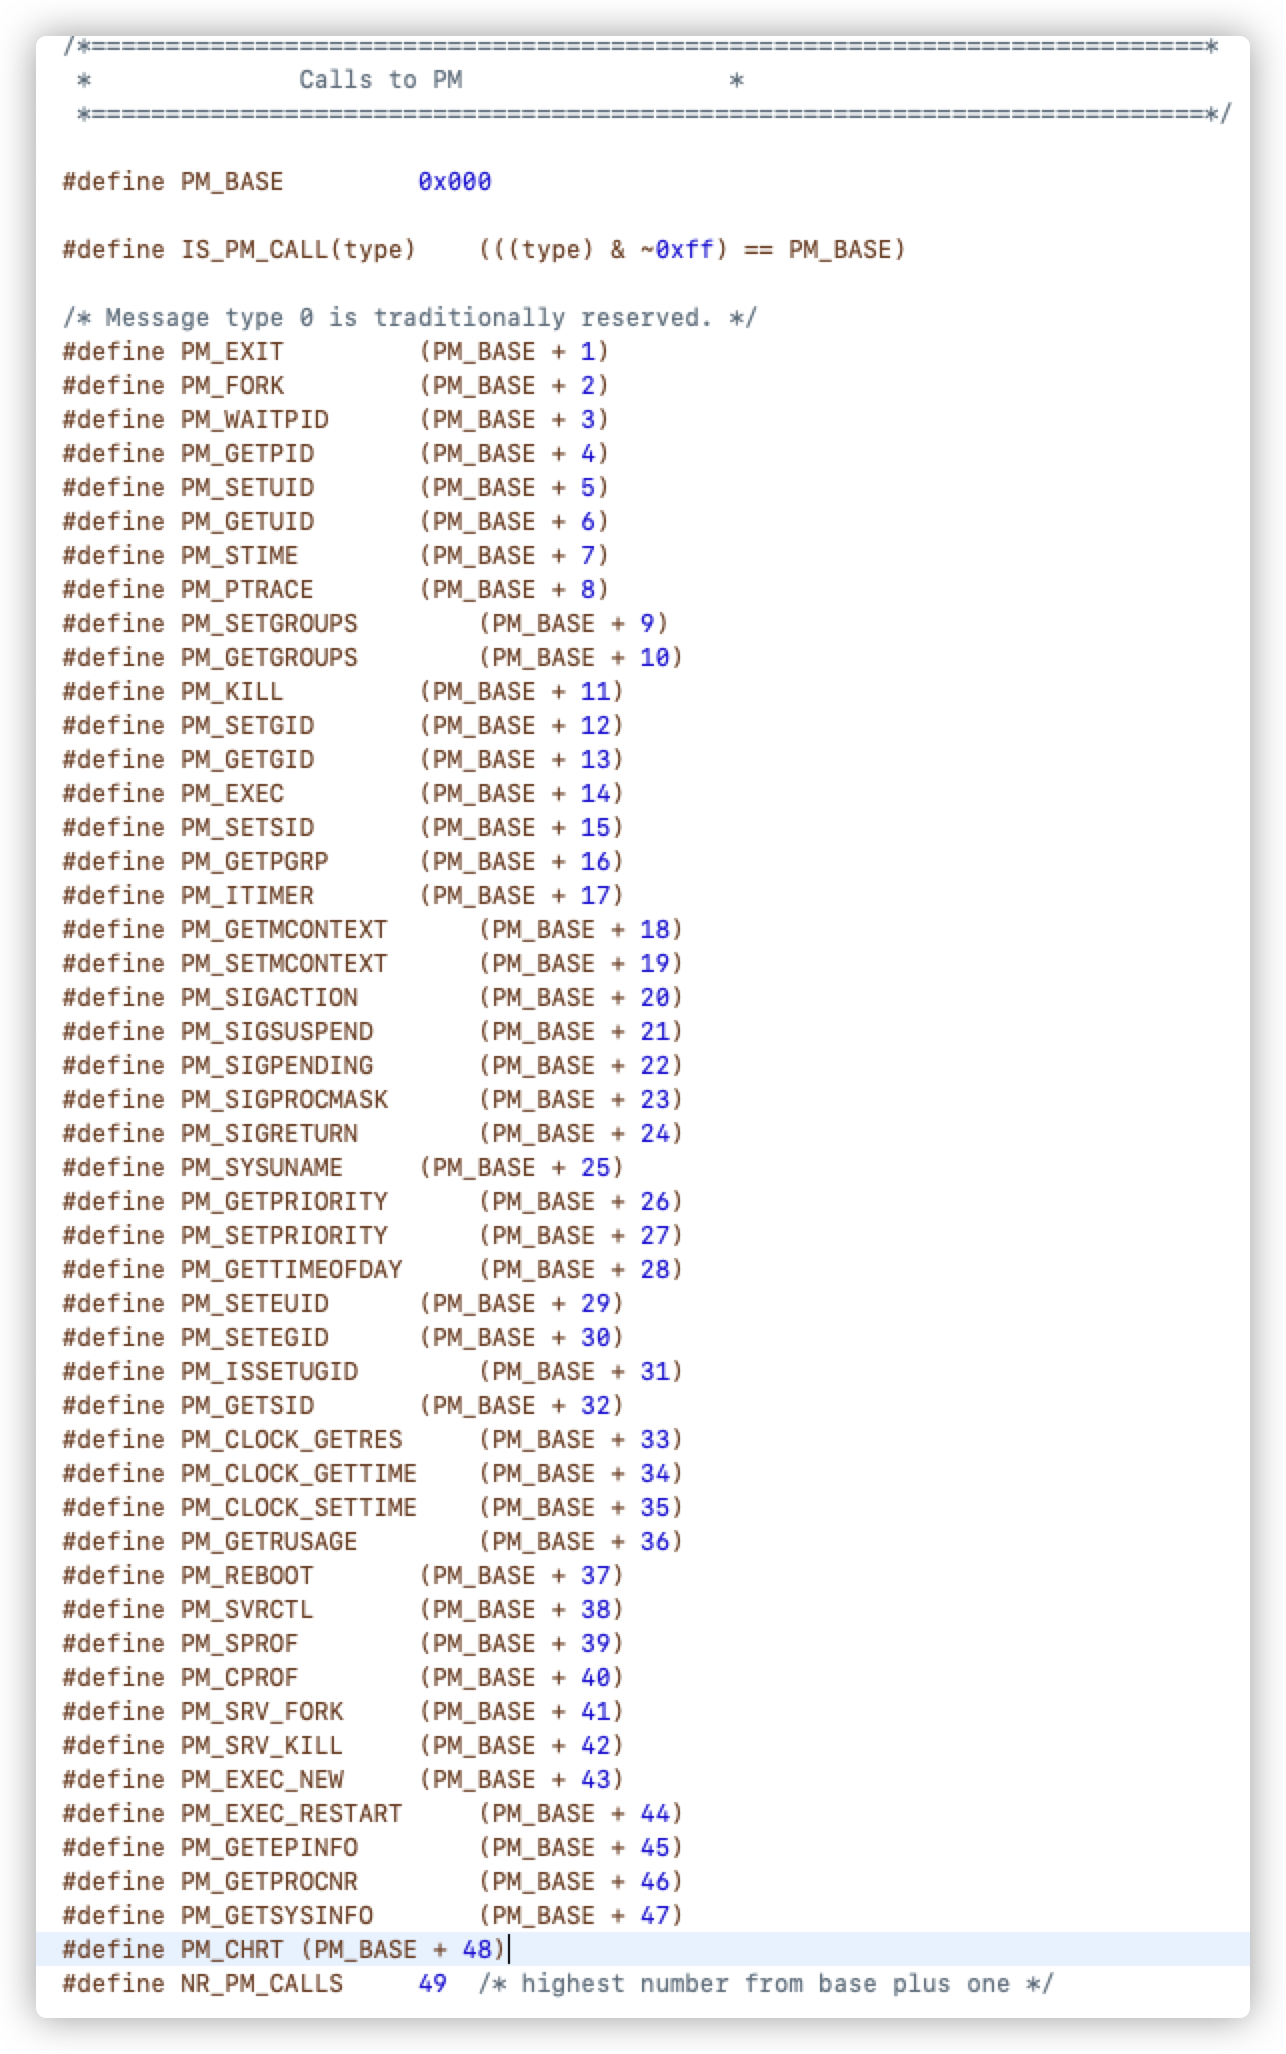 /*===========================================================================*
 *				Calls to PM				     *
 *===========================================================================*/
#define PM_BASE			0x000
#define IS_PM_CALL(type)	(((type) & ~0xff) == PM_BASE)
/* Message type 0 is traditionally reserved. */
#define PM_EXIT			(PM_BASE + 1)
#define PM_FORK			(PM_BASE + 2)
#define PM_WAITPID		(PM_BASE + 3)
#define PM_GETPID		(PM_BASE + 4)
#define PM_SETUID		(PM_BASE + 5)
#define PM_GETUID		(PM_BASE + 6)
#define PM_STIME		(PM_BASE + 7)
#define PM_PTRACE		(PM_BASE + 8)
#define PM_SETGROUPS		(PM_BASE + 9)
#define PM_GETGROUPS		(PM_BASE + 10)
#define PM_KILL			(PM_BASE + 11)
#define PM_SETGID		(PM_BASE + 12)
#define PM_GETGID		(PM_BASE + 13)
#define PM_EXEC			(PM_BASE + 14)
#define PM_SETSID		(PM_BASE + 15)
#define PM_GETPGRP		(PM_BASE + 16)
#define PM_ITIMER		(PM_BASE + 17)
#define PM_GETMCONTEXT		(PM_BASE + 18)
#define PM_SETMCONTEXT		(PM_BASE + 19)
#define PM_SIGACTION		(PM_BASE + 20)
#define PM_SIGSUSPEND		(PM_BASE + 21)
#define PM_SIGPENDING		(PM_BASE + 22)
#define PM_SIGPROCMASK		(PM_BASE + 23)
#define PM_SIGRETURN		(PM_BASE + 24)
#define PM_SYSUNAME		(PM_BASE + 25)
#define PM_GETPRIORITY		(PM_BASE + 26)
#define PM_SETPRIORITY		(PM_BASE + 27)
#define PM_GETTIMEOFDAY		(PM_BASE + 28)
#define PM_SETEUID		(PM_BASE + 29)
#define PM_SETEGID		(PM_BASE + 30)
#define PM_ISSETUGID		(PM_BASE + 31)
#define PM_GETSID		(PM_BASE + 32)
#define PM_CLOCK_GETRES		(PM_BASE + 33)
#define PM_CLOCK_GETTIME	(PM_BASE + 34)
#define PM_CLOCK_SETTIME	(PM_BASE + 35)
#define PM_GETRUSAGE		(PM_BASE + 36)
#define PM_REBOOT		(PM_BASE + 37)
#define PM_SVRCTL		(PM_BASE + 38)
#define PM_SPROF		(PM_BASE + 39)
#define PM_CPROF		(PM_BASE + 40)
#define PM_SRV_FORK		(PM_BASE + 41)
#define PM_SRV_KILL		(PM_BASE + 42)
#define PM_EXEC_NEW		(PM_BASE + 43)
#define PM_EXEC_RESTART		(PM_BASE + 44)
#define PM_GETEPINFO		(PM_BASE + 45)
#define PM_GETPROCNR		(PM_BASE + 46)
#define PM_GETSYSINFO		(PM_BASE + 47)
#define PM_CHRT (PM_BASE + 48)
#define NR_PM_CALLS		49	/* highest number from base plus one */